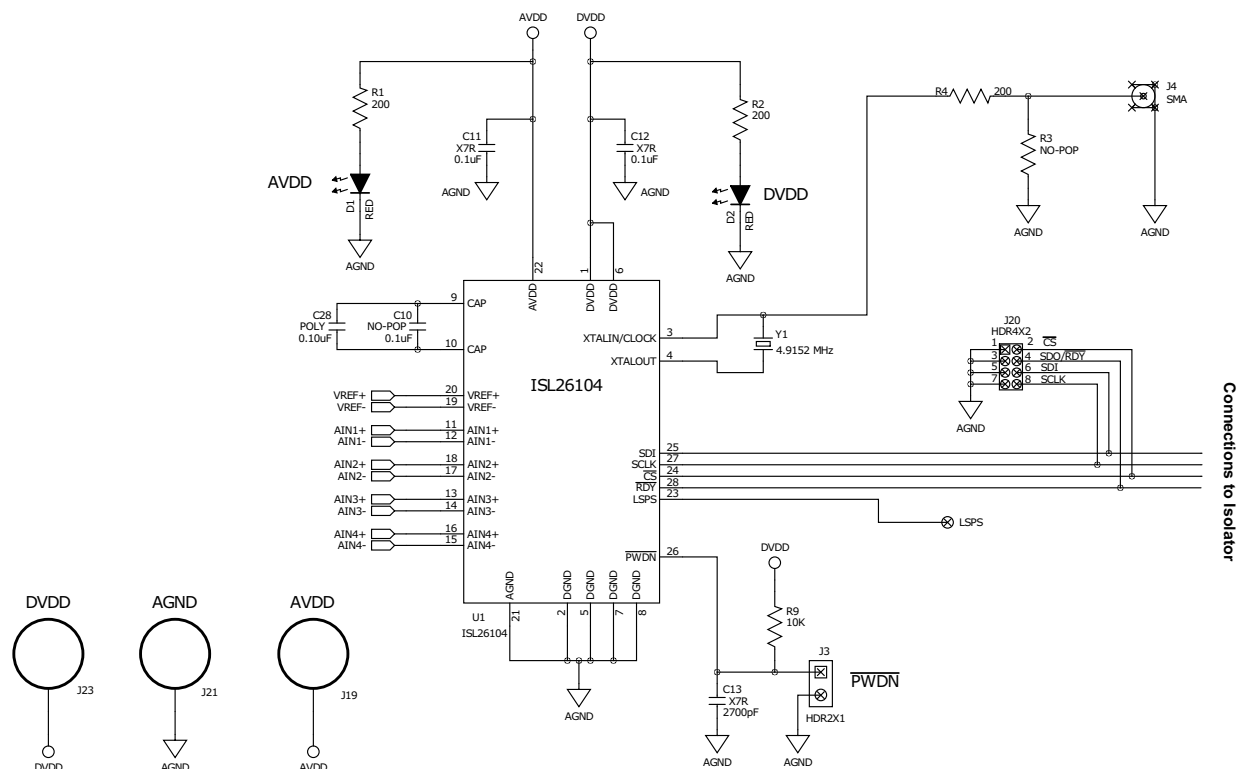 AVDD
DVDD
R1
200
C11
X7R
0.1uF
AGND
AVDD
D1
RED
AGND
C12
X7R
0.1uF
AGND
R2
200
DVDD
D2
RED
AGND
R4
200
J4
SMA
R3
NO-POP
AGND
AGND
22
1
6
AVDD
DVDD
DVDD
C28
POLY
0.10uF
C10
NO-POP
0.1uF
9
CAP
10
CAP
XTALIN/CLOCK
3
XTALOUT
4
Y1
4.9152 MHz
ISL26104
J20
HDR4X2
1
2
CS
3
4
SDO/RDY
5
6
SDI
7
8
SCLK
AGND
VREF+ 20 VREF+
VREF- 19 VREF-
AIN1+ 11 AIN1+
AIN1- 12 AIN1-
AIN2+ 18 AIN2+
AIN2- 17 AIN2-
AIN3+ 13 AIN3+
AIN3- 14 AIN3-
AIN4+ 16 AIN4+
AIN4- 15 AIN4-
SDI 25
SCLK 27
CS 24
RDY 28
LSPS 23
LSPS
PWDN 26
Connections to Isolator
AGND
DGND
DGND
DGND
DGND
21
2
5
7
8
U1
ISL26104
AGND
DVDD
R9
10K
J3
PWDN
HDR2X1
C13
X7R
2700pF
AGND
AGND
DVDD
J23
DVDD
AGND
J21
AGND
AVDD
J19
AVDD